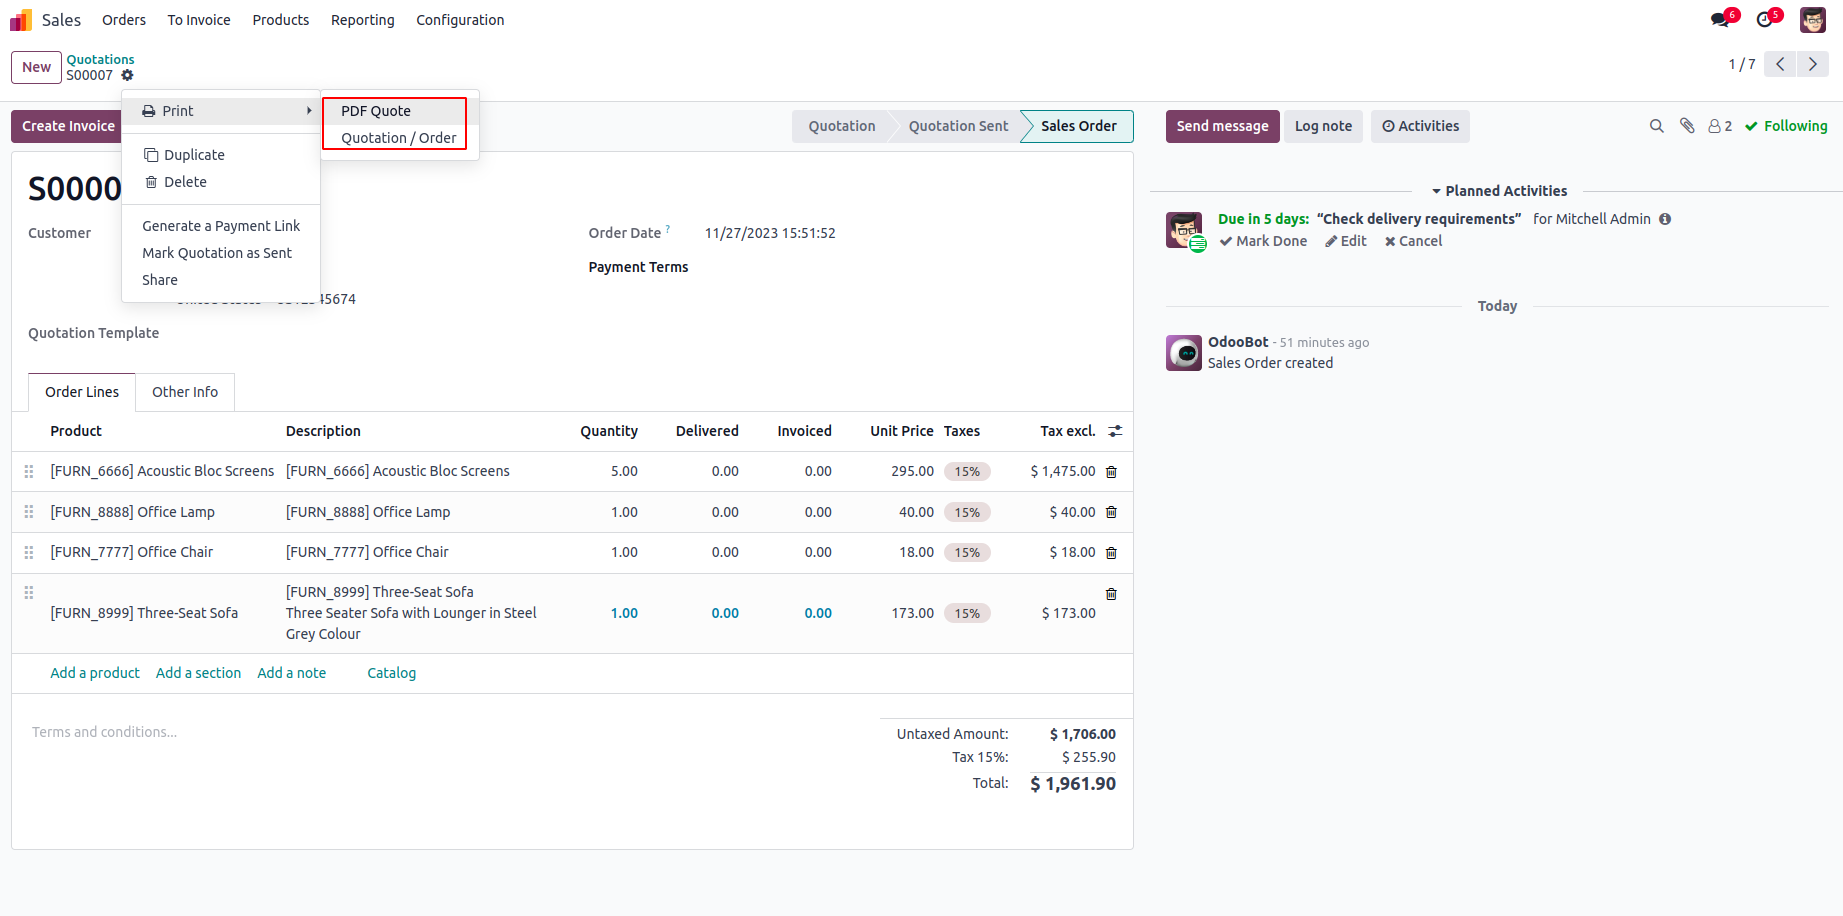 Sales Orders To Invoice Products Reporting Configuration 6 5
New Quotations
S00007
1 / 7
Create Invoice
Print
PDF Quote
Quotation / Order
Duplicate
Delete
Generate a Payment Link
Mark Quotation as Sent
Share
Quotation Quotation Sent Sales Order
Send message Log note Activities 2 Following
S0000
Customer
Order Date ? 11/27/2023 15:51:52
Payment Terms
45674
Quotation Template
Order Lines Other Info
Product Description Quantity Delivered Invoiced Unit Price Taxes Tax excl.
[FURN_6666] Acoustic Bloc Screens [FURN_6666] Acoustic Bloc Screens 5.00 0.00 0.00 295.00 15% $ 1,475.00
[FURN_8888] Office Lamp [FURN_8888] Office Lamp 1.00 0.00 0.00 40.00 15% $ 40.00
[FURN_7777] Office Chair [FURN_7777] Office Chair 1.00 0.00 0.00 18.00 15% $ 18.00
[FURN_8999] Three-Seat Sofa
[FURN_8999] Three-Seat Sofa Three Seater Sofa with Lounger in Steel 1.00 0.00 0.00 173.00 15% $ 173.00
Grey Colour
Add a product Add a section Add a note Catalog
Terms and conditions...
Untaxed Amount: $ 1,706.00
Tax 15%: $ 255.90
Total: $ 1,961.90
Planned Activities
Due in 5 days: “Check delivery requirements” for Mitchell Admin
Mark Done Edit Cancel
Today
OdooBot - 51 minutes ago
Sales Order created